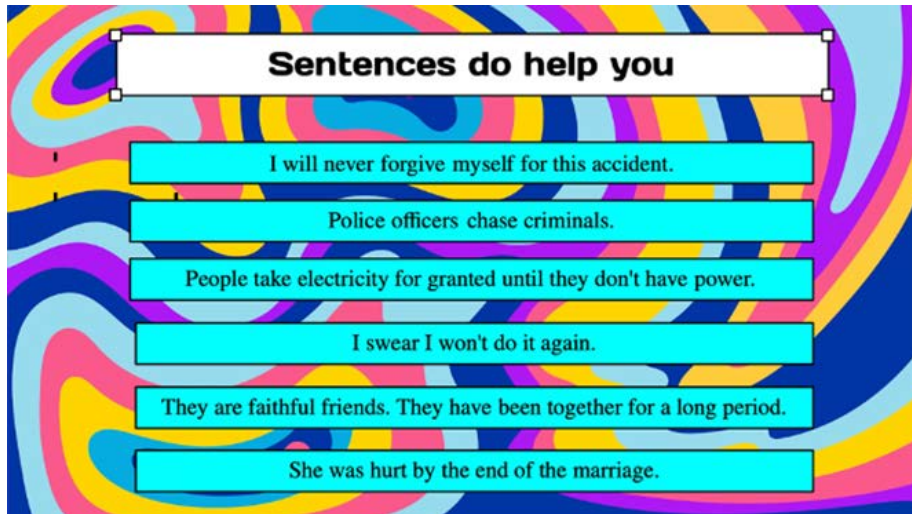 Sentences do help you
I will never forgive myself for this accident.
Police officers chase criminals.
People take electricity for granted until they don't have power.
I swear I won't do it again.
They are faithful friends. They have been together for a long period.
She was hurt by the end of the marriage.